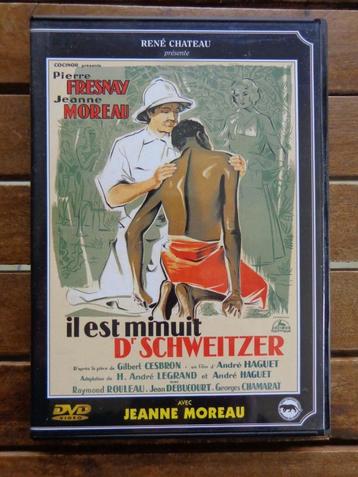 RENÉ CHATEAU
présente
COCINOR présente
Pierre
FRESNAY
Jeanne
MOREAU
il est minuit
Dr SCHWEITZER
D'après la pièce de Gilbert CESBRON • un film d'André HAGUET
Adaptation de H. André LEGRAND et André HAGUET
avec
Raymond ROULEAU, Jean DEBUCOURT, Georges CHAMARAT
DVD
VIDEO
AVEC
JEANNE MOREAU